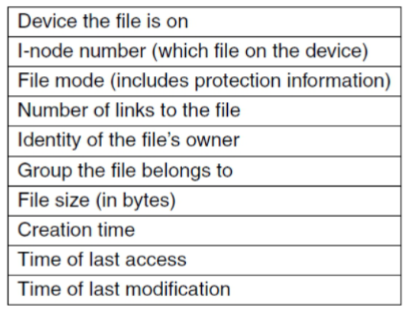 Device the file is on
I-node number (which file on the device)
File mode (includes protection information)
Number of links to the file
Identity of the file's owner
Group the file belongs to
File size (in bytes)
Creation time
Time of last access
Time of last modification